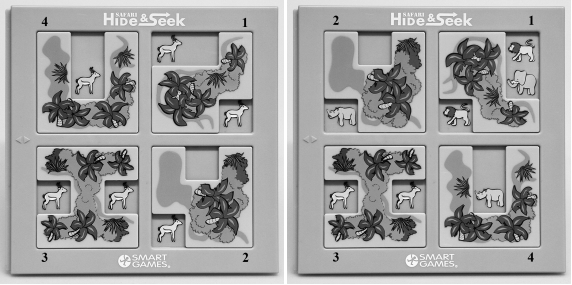 4 SAFARI 1
HIDE & SEEK
3 SMART 2
GAMES
2 SAFARI 1
HIDE & SEEK
3 SMART 4
GAMES